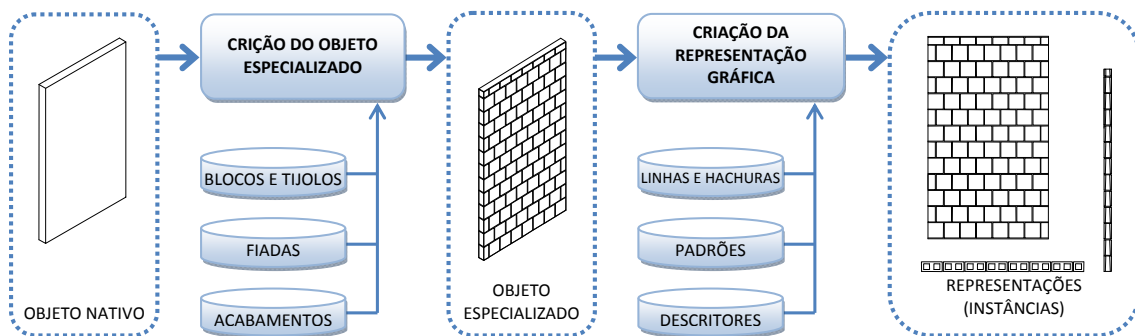 OBJETO NATIVO
CRIÇÃO DO OBJETO
ESPECIALIZADO
BLOCOS E TIJOLOS
FIADAS
ACABAMENTOS
OBJETO
ESPECIALIZADO
CRIAÇÃO DA
REPRESENTAÇÃO
GRÁFICA
LINHAS E HACHURAS
PADRÕES
DESCRITORES
REPRESENTAÇÕES
(INSTÂNCIAS)